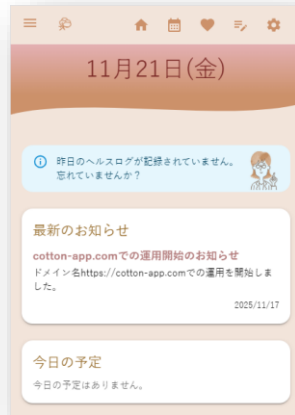 11月21日(金)
昨日のヘルスログが記録されていません。
忘れていませんか？
最新のお知らせ
cotton-app.comでの運用開始のお知らせ
ドメイン名https://cotton-app.comでの運用を開始しま
した。
2025/11/17
今日の予定
今日の予定はありません。